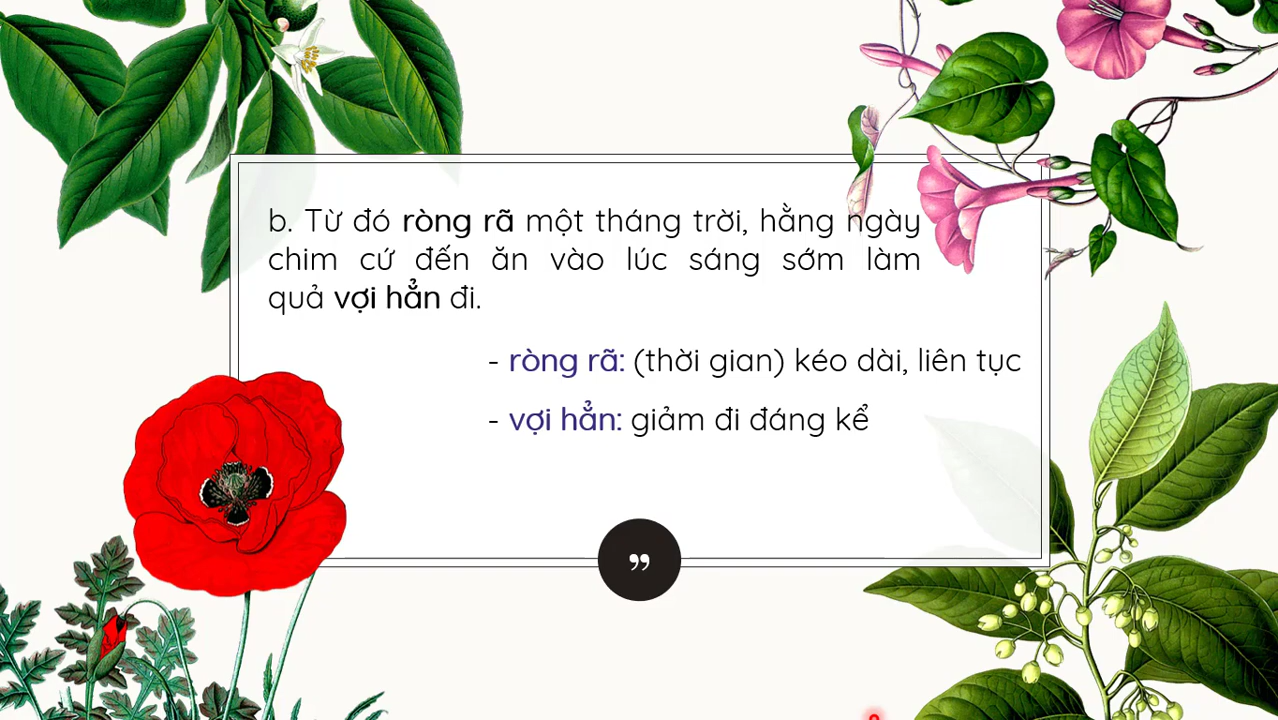 b. Từ đó ròng rã một tháng trời, hằng ngày
chim cứ đến ăn vào lúc sáng sớm làm
quả vợi hẳn đi.
- ròng rã: (thời gian) kéo dài, liên tục
- vợi hẳn: giảm đi đáng kể
”